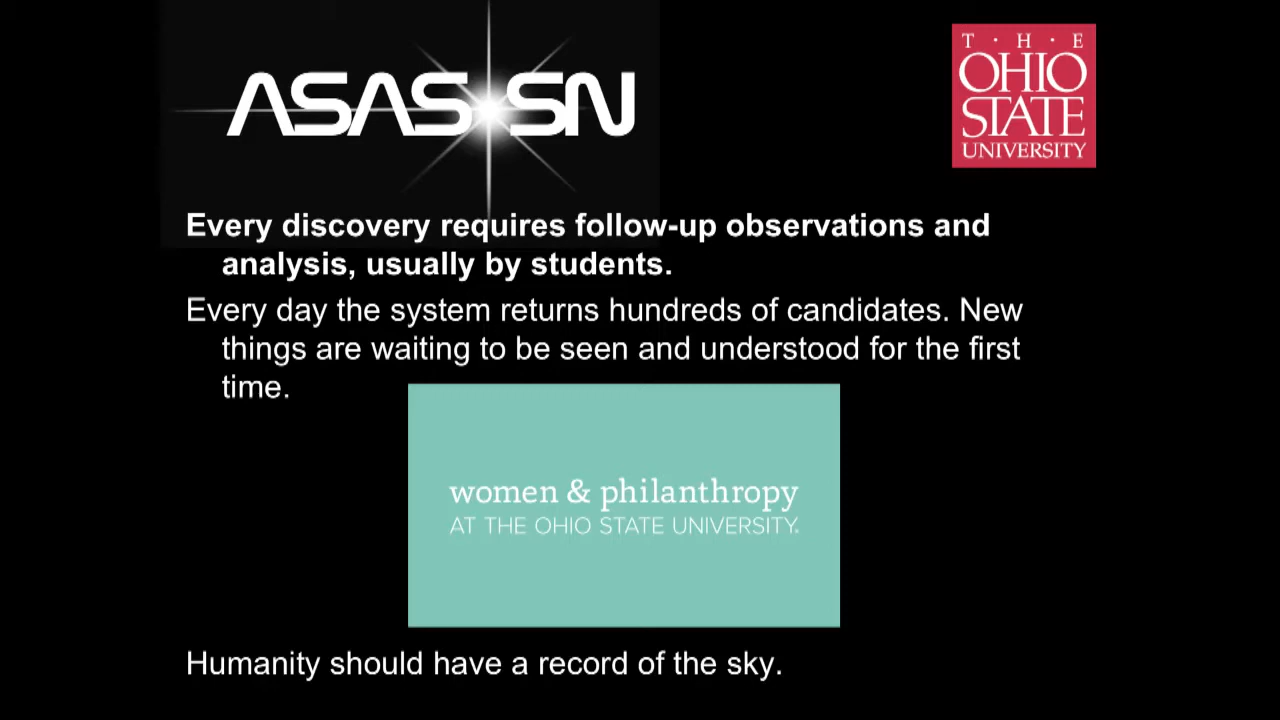 ASAS SN
T · H · E
OHIO
STATE
UNIVERSITY
Every discovery requires follow-up observations and
analysis, usually by students.
Every day the system returns hundreds of candidates. New
things are waiting to be seen and understood for the first
time.
women & philanthropy
AT THE OHIO STATE UNIVERSITY.
Humanity should have a record of the sky.